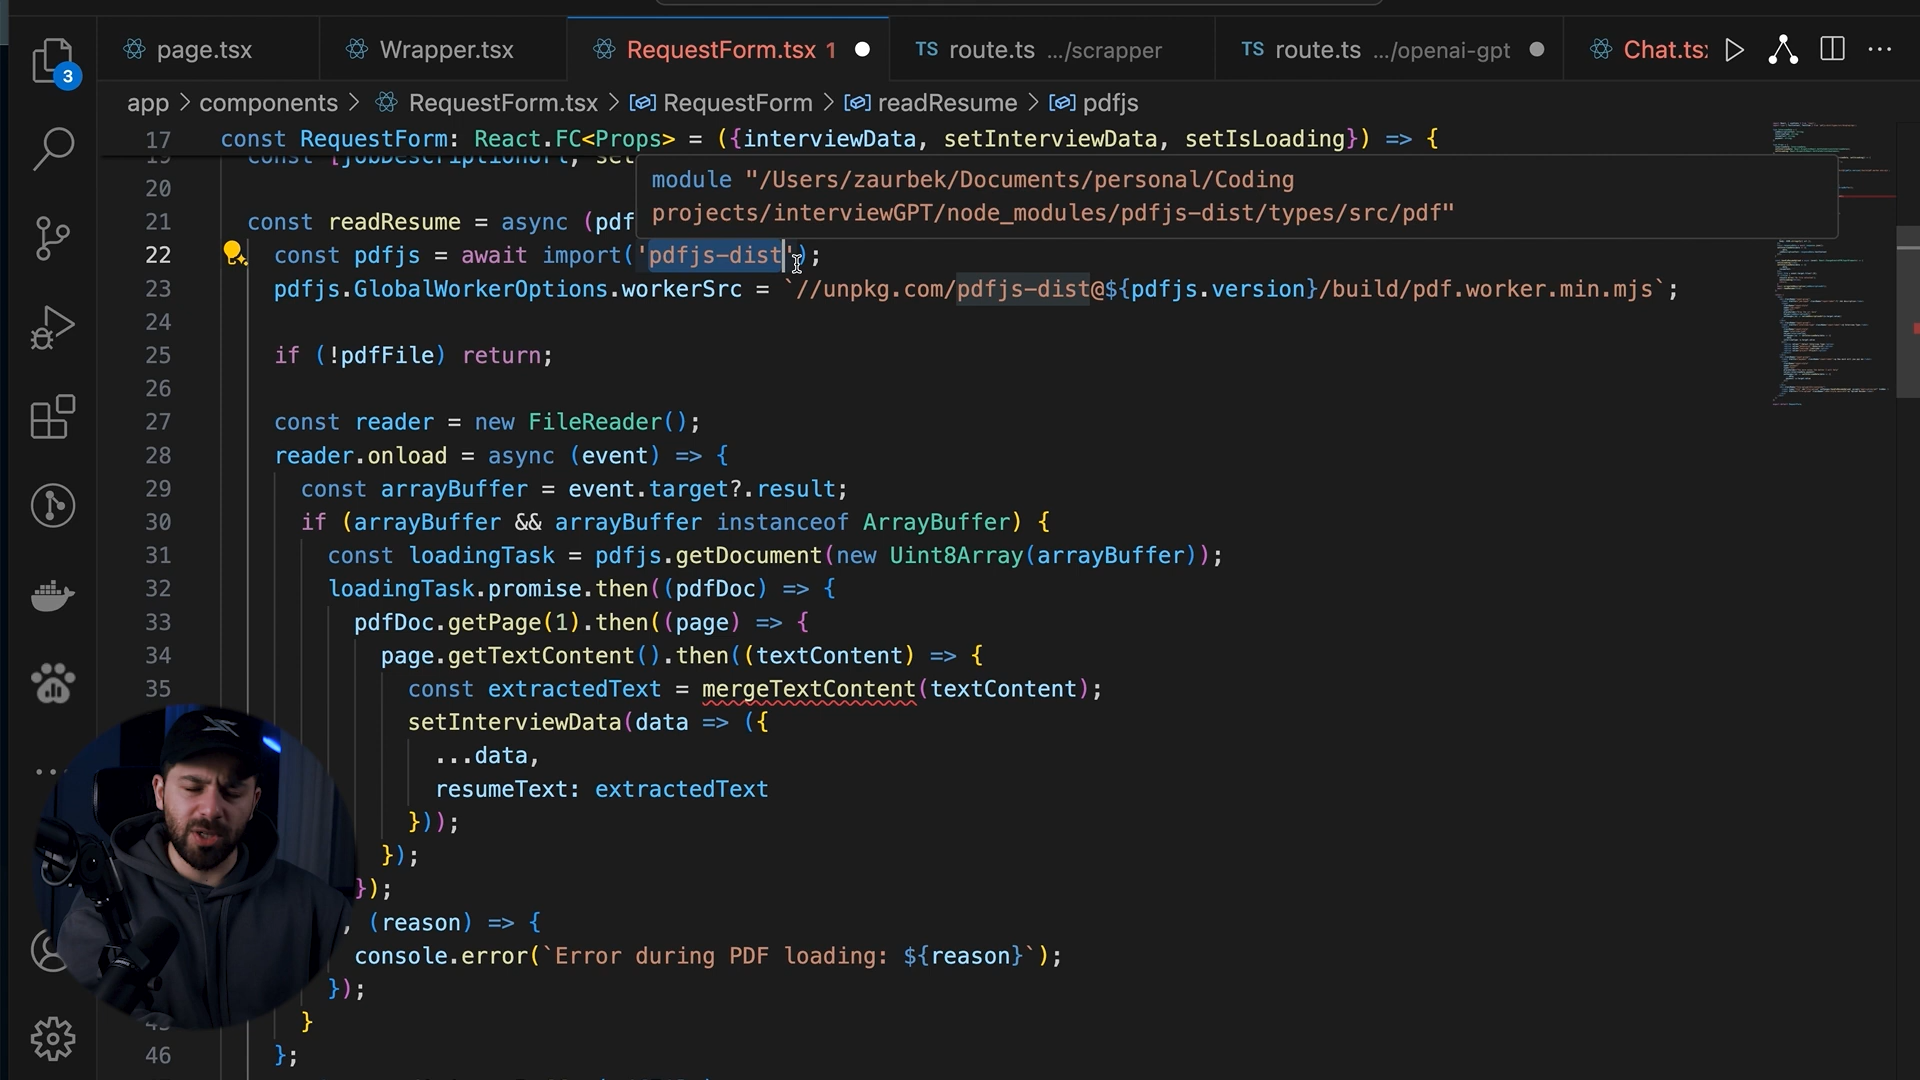 page.tsx
Wrapper.tsx
RequestForm.tsx 1
TS route.ts .../scrapper
TS route.ts .../openai-gpt
Chat.ts
3
app > components > RequestForm.tsx > RequestForm > readResume > pdfjs
17 const RequestForm: React.FC<Props> = ({interviewData, setInterviewData, setIsLoading}) => {
19 const [jobDescriptionUrl, set
module "/Users/zaurbek/Documents/personal/Coding
projects/interviewGPT/node_modules/pdfjs-dist/types/src/pdf"
20
21 const readResume = async (pdf
22 const pdfjs = await import('pdfjs-dist');
23 pdfjs.GlobalWorkerOptions.workerSrc = `//unpkg.com/pdfjs-dist@${pdfjs.version}/build/pdf.worker.min.mjs`;
24
25 if (!pdfFile) return;
26
27 const reader = new FileReader();
28 reader.onload = async (event) => {
29 const arrayBuffer = event.target?.result;
30 if (arrayBuffer && arrayBuffer instanceof ArrayBuffer) {
31 const loadingTask = pdfjs.getDocument(new Uint8Array(arrayBuffer));
32 loadingTask.promise.then((pdfDoc) => {
33 pdfDoc.getPage(1).then((page) => {
34 page.getTextContent().then((textContent) => {
35 const extractedText = mergeTextContent(textContent);
setInterviewData(data => ({
...data,
resumeText: extractedText
}));
});
});
, (reason) => {
console.error(`Error during PDF loading: ${reason}`);
});
45 }
46 };